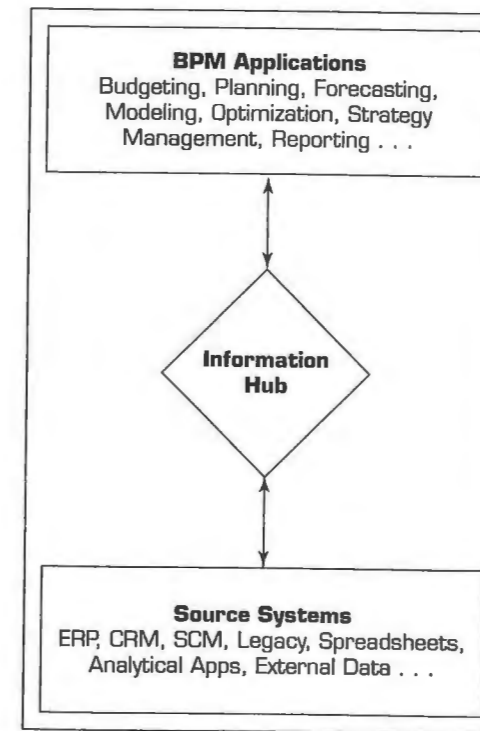 BPM Applications
Budgeting, Planning, Forecasting,
Modeling, Optimization, Strategy
Management, Reporting . . .
Information
Hub
Source Systems
ERP, CRM, SCM, Legacy, Spreadsheets,
Analytical Apps, External Data . . .